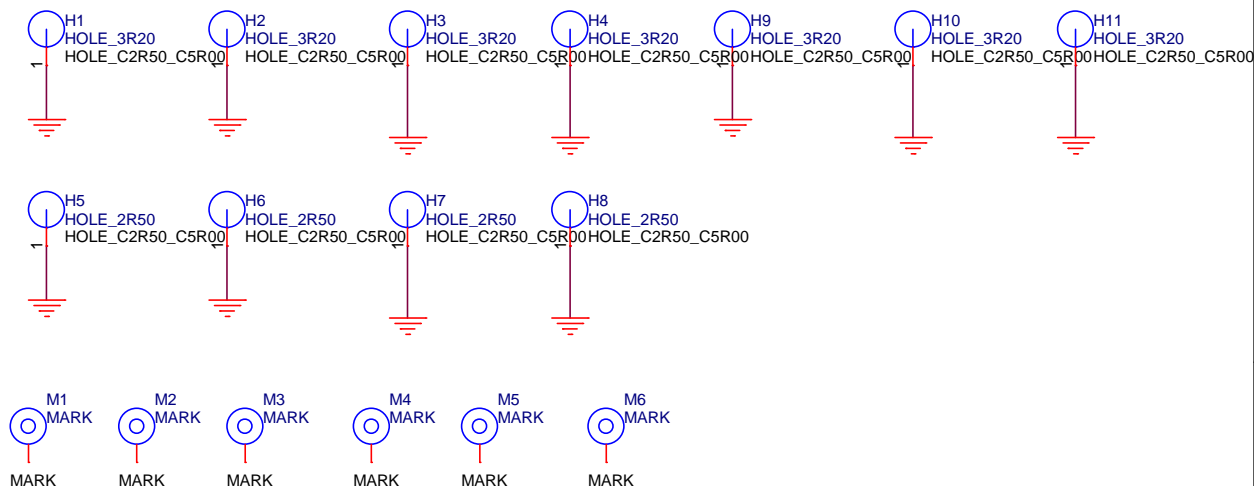 H1
HOLE_3R20
HOLE_C2R50_C5R00
1
H2
HOLE_3R20
HOLE_C2R50_C5R00
1
H3
HOLE_3R20
HOLE_C2R50_C5R00
1
H4
HOLE_3R20
HOLE_C2R50_C5R00
1
H9
HOLE_3R20
HOLE_C2R50_C5R00
1
H10
HOLE_3R20
HOLE_C2R50_C5R00
1
H11
HOLE_3R20
HOLE_C2R50_C5R00
1
H5
HOLE_2R50
HOLE_C2R50_C5R00
1
H6
HOLE_2R50
HOLE_C2R50_C5R00
1
H7
HOLE_2R50
HOLE_C2R50_C5R00
1
H8
HOLE_2R50
HOLE_C2R50_C5R00
1
M1
MARK
MARK
M2
MARK
MARK
M3
MARK
MARK
M4
MARK
MARK
M5
MARK
MARK
M6
MARK
MARK